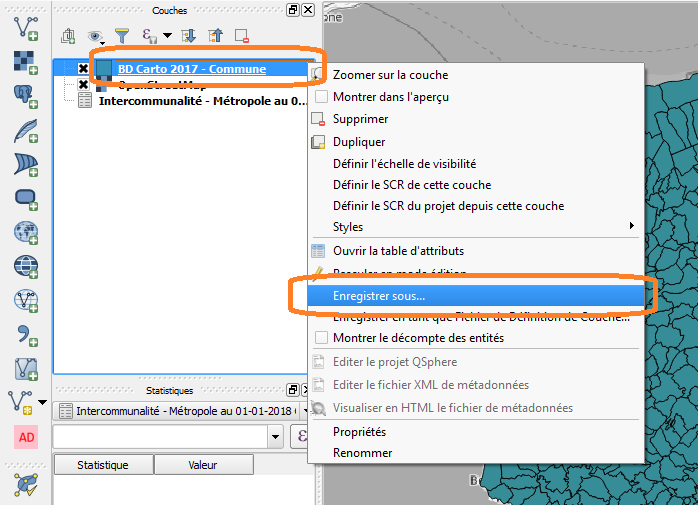 Couches
BD Carto 2017 - Commune
OpenStreetMap
Intercommunalité - Métropole au 0...
Zoomer sur la couche
Montrer dans l'aperçu
Supprimer
Dupliquer
Définir l'échelle de visibilité
Définir le SCR de cette couche
Définir le SCR du projet depuis cette couche
Styles
Ouvrir la table d'attributs
Basculer en mode édition
Enregistrer sous...
Enregistrer en tant que Fichier de Définition de Couche...
Montrer le décompte des entités
Editer le projet QSphere
Editer le fichier XML de métadonnées
Visualiser en HTML le fichier de métadonnées
Propriétés
Renommer
Statistiques
Intercommunalité - Métropole au 01-01-2018
ε
Statistique
Valeur
AD